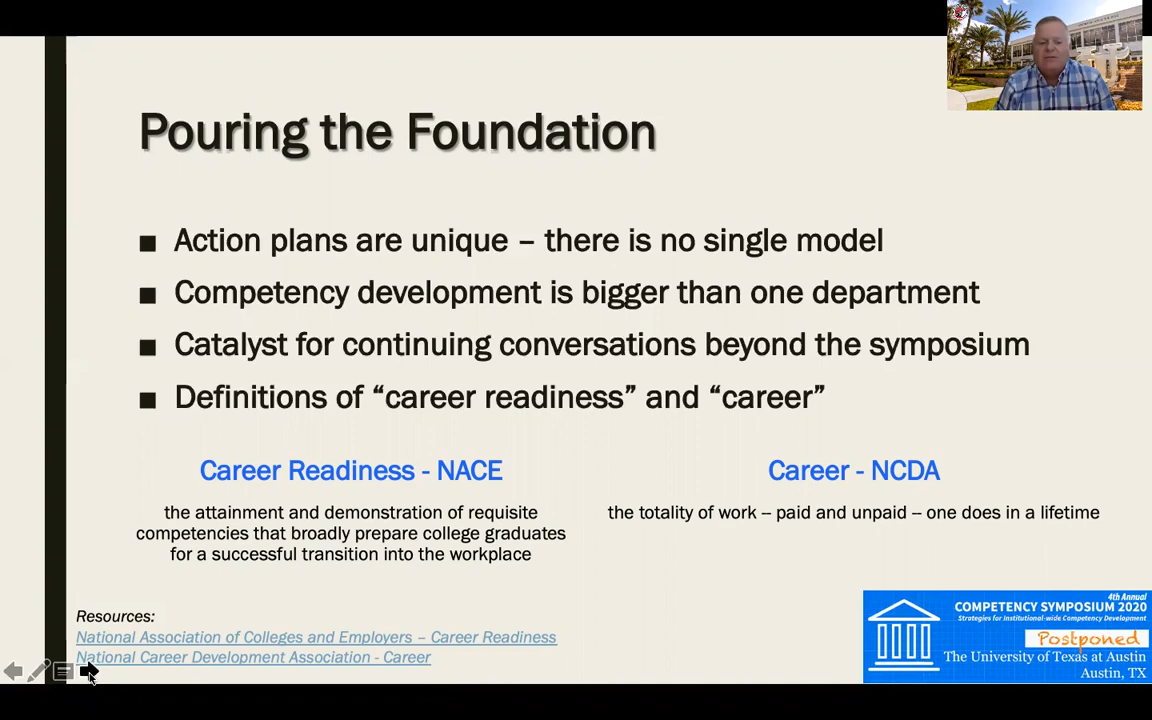 Pouring the Foundation
■ Action plans are unique – there is no single model
■ Competency development is bigger than one department
■ Catalyst for continuing conversations beyond the symposium
■ Definitions of “career readiness” and “career”
Career Readiness - NACE
the attainment and demonstration of requisite
competencies that broadly prepare college graduates
for a successful transition into the workplace
Career - NCDA
the totality of work -- paid and unpaid -- one does in a lifetime
Resources:
National Association of Colleges and Employers – Career Readiness
National Career Development Association - Career
4th Annual
COMPETENCY SYMPOSIUM 2020
Strategies for Institutional-wide Competency Development
Postponed
The University of Texas at Austin
Austin, TX